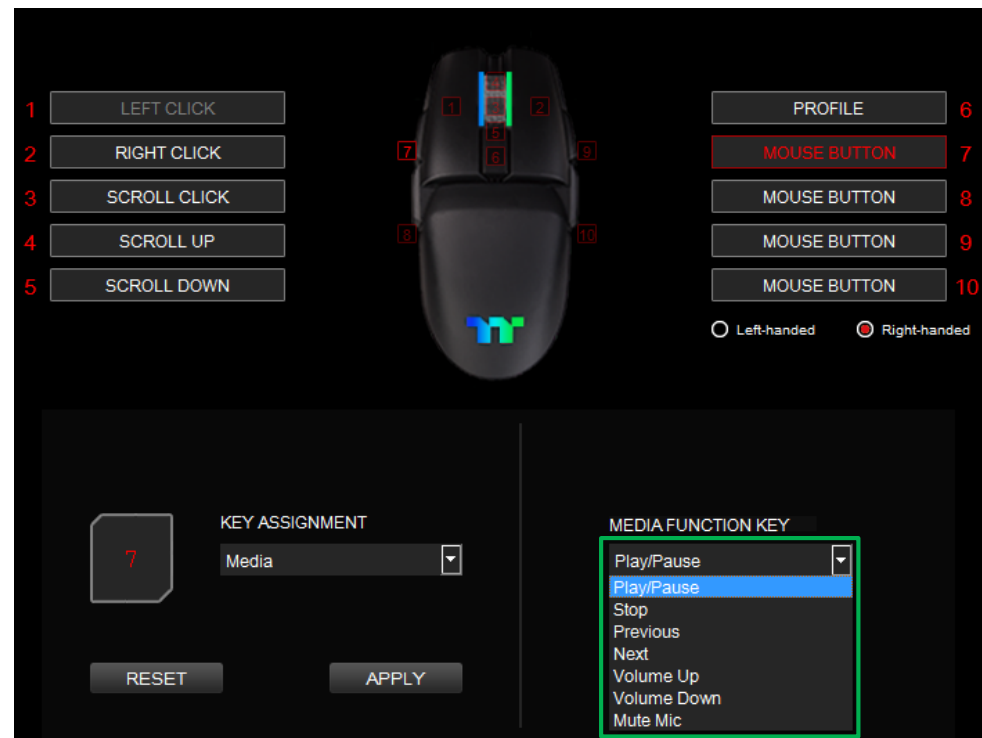 1 LEFT CLICK
2 RIGHT CLICK
3 SCROLL CLICK
4 SCROLL UP
5 SCROLL DOWN
1
2
5
6
7
9
8
10
PROFILE 6
MOUSE BUTTON 7
MOUSE BUTTON 8
MOUSE BUTTON 9
MOUSE BUTTON 10
Left-handed Right-handed
7
KEY ASSIGNMENT
Media
RESET APPLY
MEDIA FUNCTION KEY
Play/Pause
Play/Pause
Stop
Previous
Next
Volume Up
Volume Down
Mute Mic